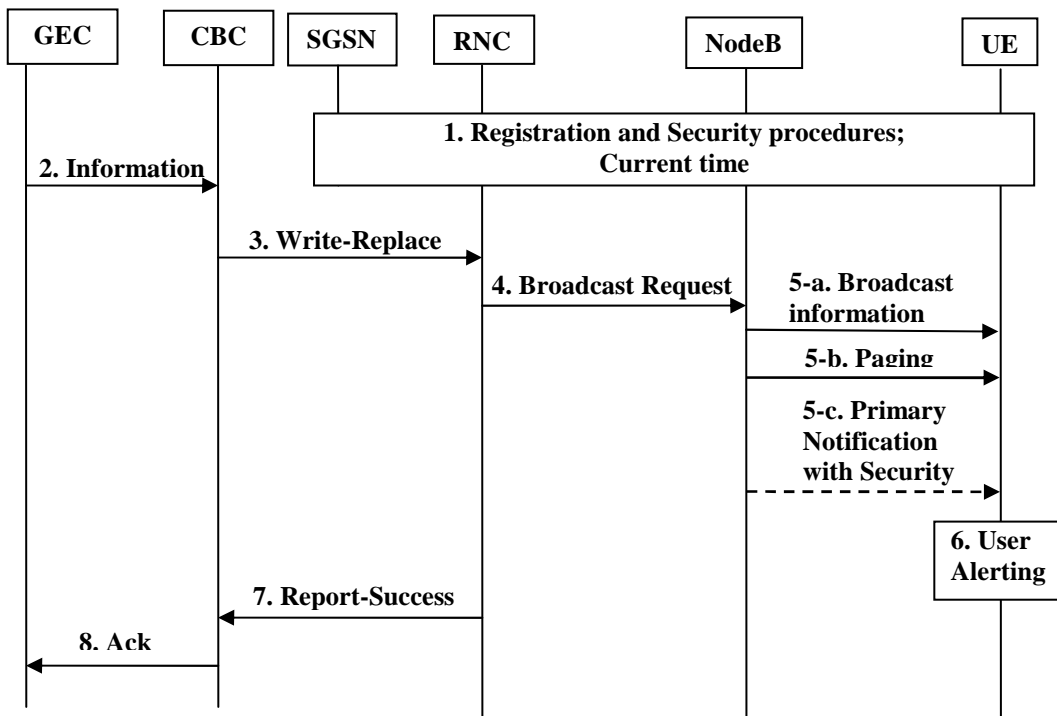 GEC
CBC
SGSN
RNC
NodeB
UE
1. Registration and Security procedures;
Current time
2. Information
3. Write-Replace
4. Broadcast Request
5-a. Broadcast
information
5-b. Paging
5-c. Primary
Notification
with Security
6. User
Alerting
7. Report-Success
8. Ack